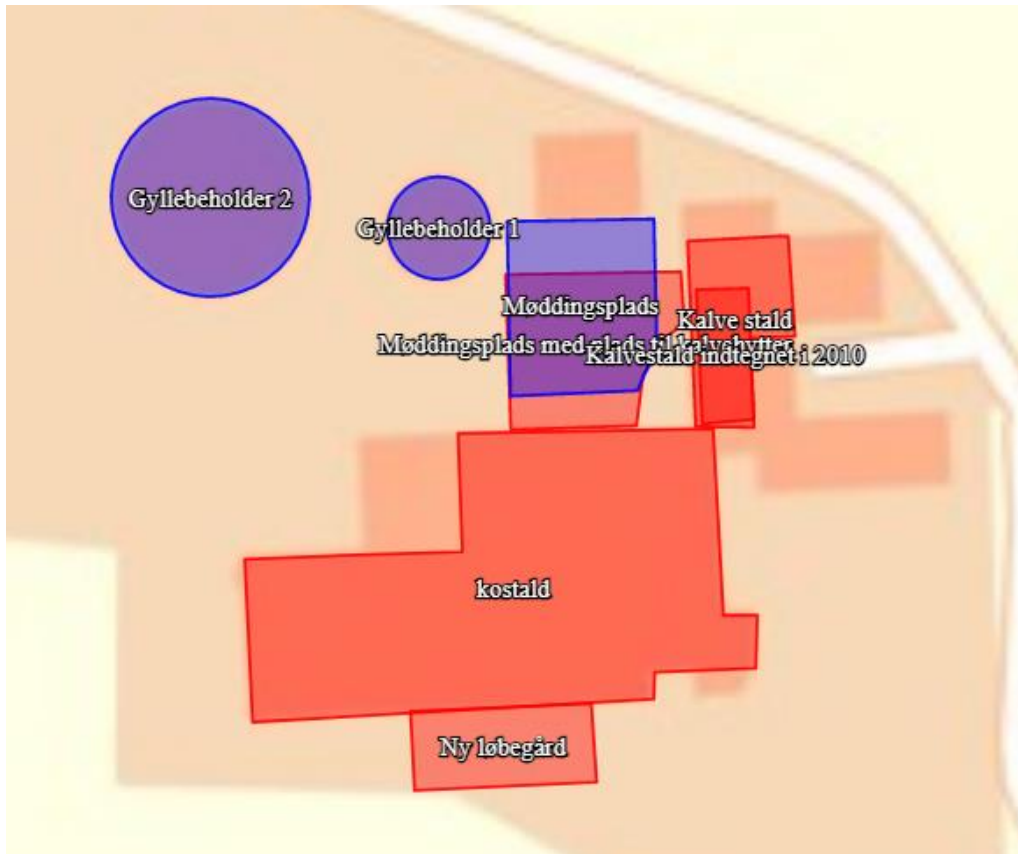 Gyllebeholder 2
Gyllebeholder 1
Møddingsplads
Kalve stald
Møddingsplads med plads til kalvehytter
Kalvestald indtegnet i 2010
kostald
Ny løbegård